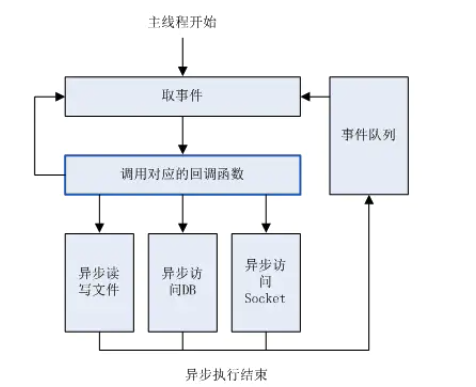 主线程开始
取事件
事件队列
调用对应的回调函数
异步读
写文件
异步访
问DB
异步访
问
Socket
异步执行结束